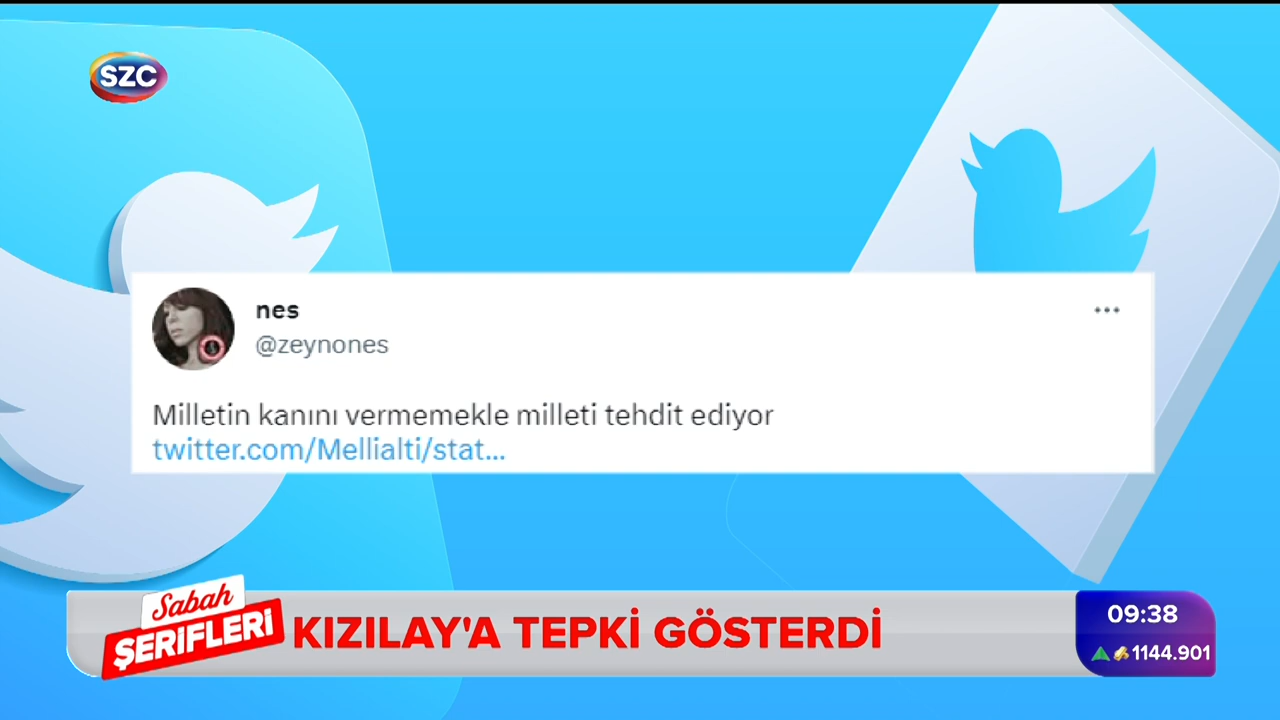 SZC
nes
@zeynones
Milletin kanını vermemekle milleti tehdit ediyor
twitter.com/Mellialti/stat...
Sabah
ŞERİFLERİ
KIZILAY'A TEPKİ GÖSTERDİ
09:38
1144.901